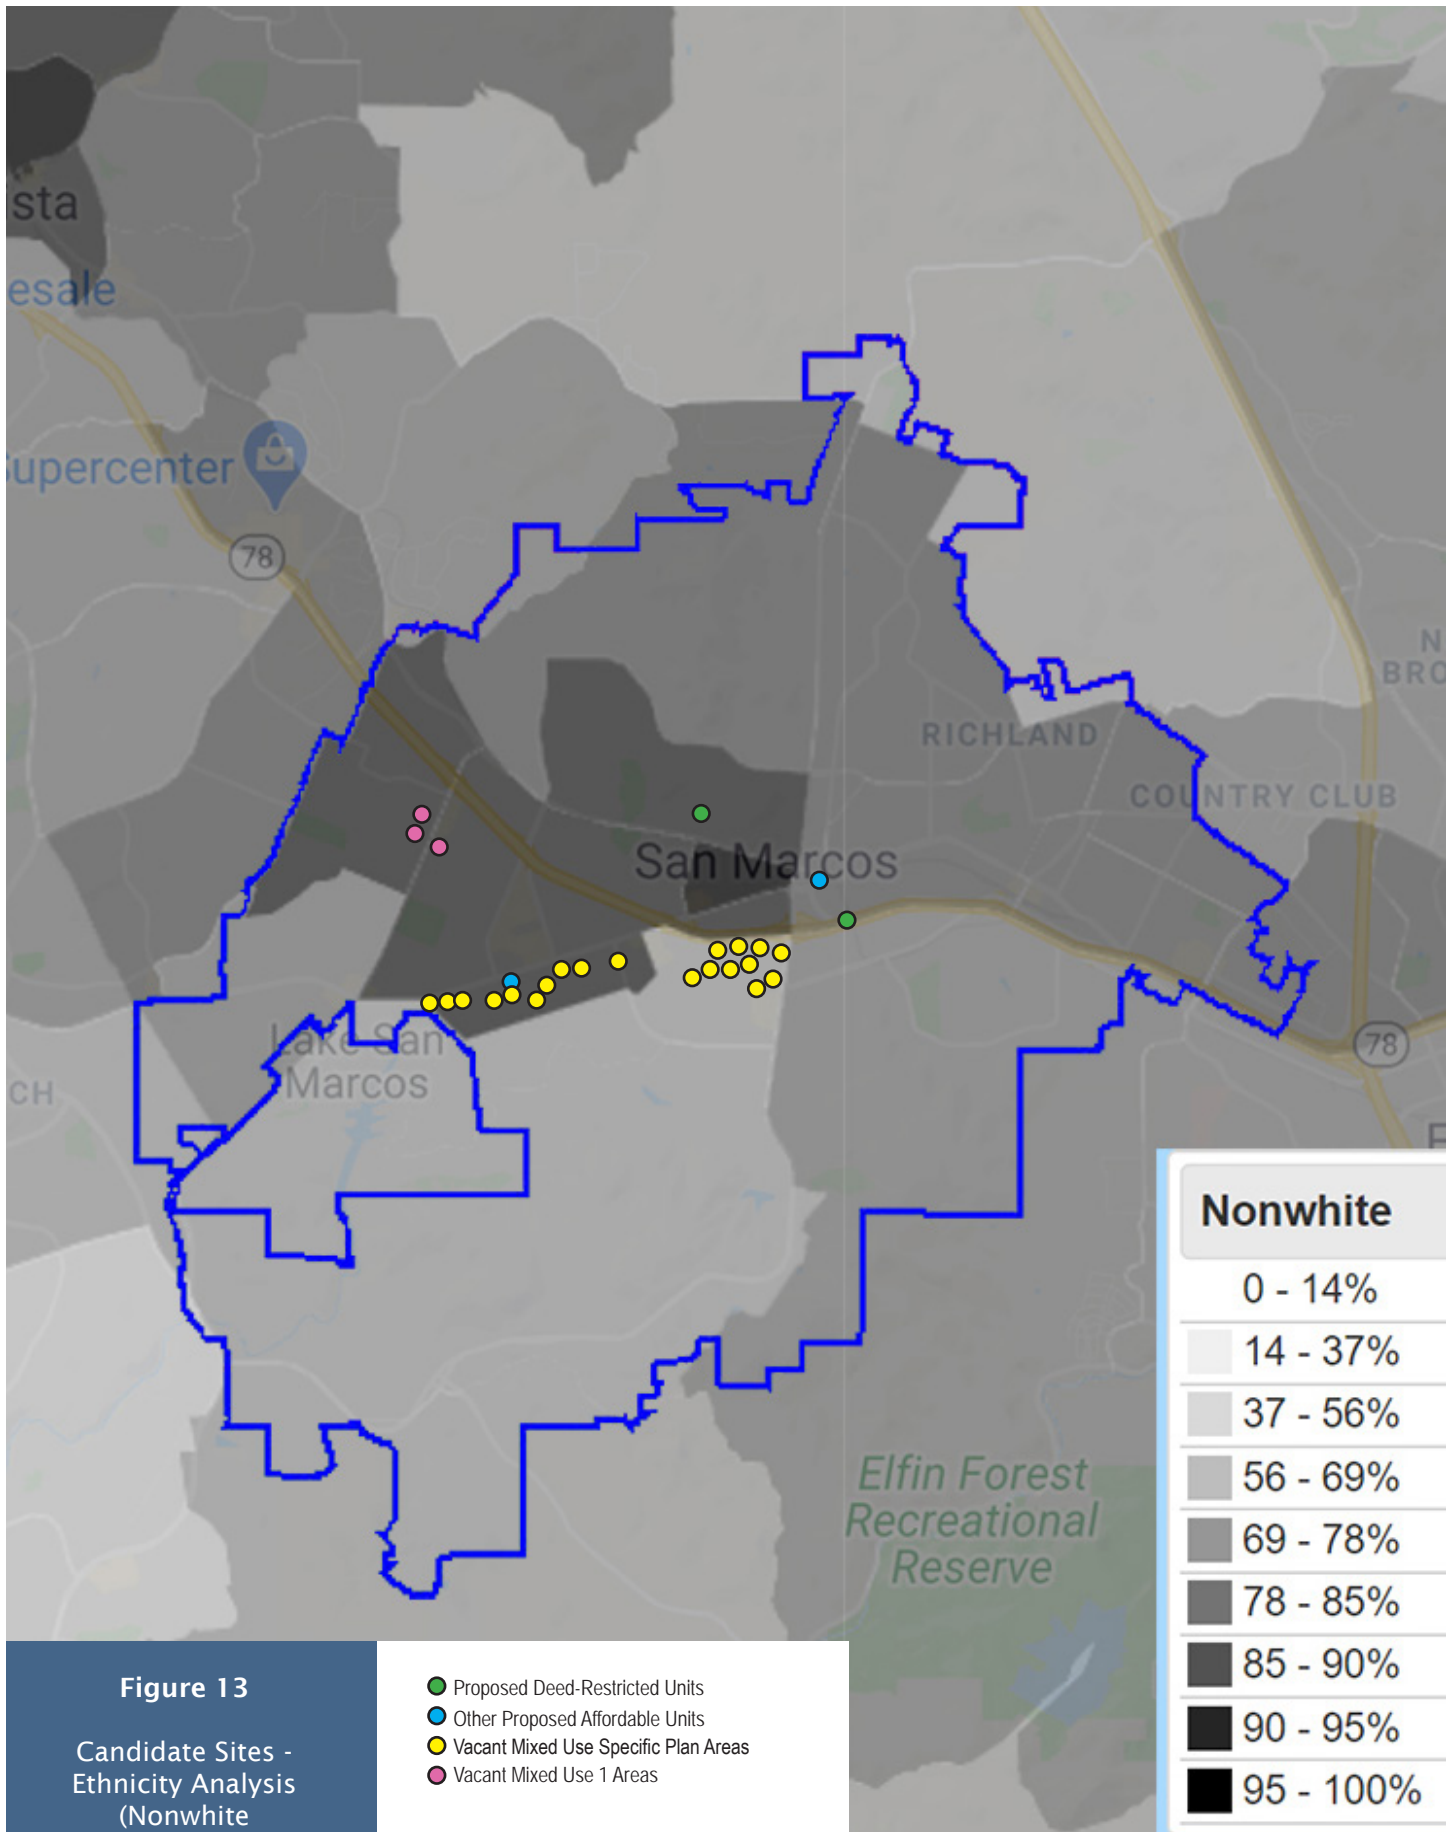 sta
esale
Supercenter
78
N
BRO
RICHLAND
COUNTRY CLUB
San Marcos
Lake San
Marcos
CH
78
E
Elfin Forest
Recreational
Reserve
Nonwhite
0 - 14%
14 - 37%
37 - 56%
56 - 69%
69 - 78%
78 - 85%
85 - 90%
90 - 95%
95 - 100%
Figure 13
Candidate Sites -
Ethnicity Analysis
(Nonwhite
Proposed Deed-Restricted Units
Other Proposed Affordable Units
Vacant Mixed Use Specific Plan Areas
Vacant Mixed Use 1 Areas